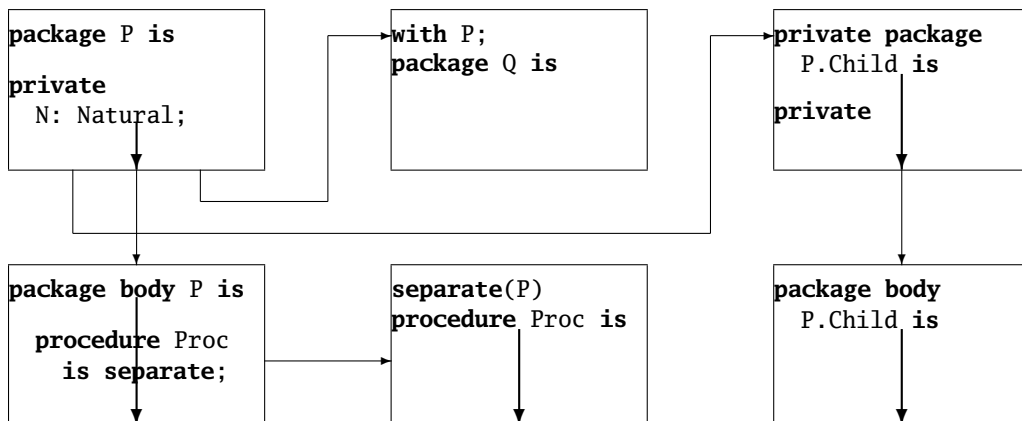 package P is
private
N: Natural;
with P;
package Q is
private package
P.Child is
private
package body P is
procedure Proc
is separate;
separate(P)
procedure Proc is
package body
P.Child is